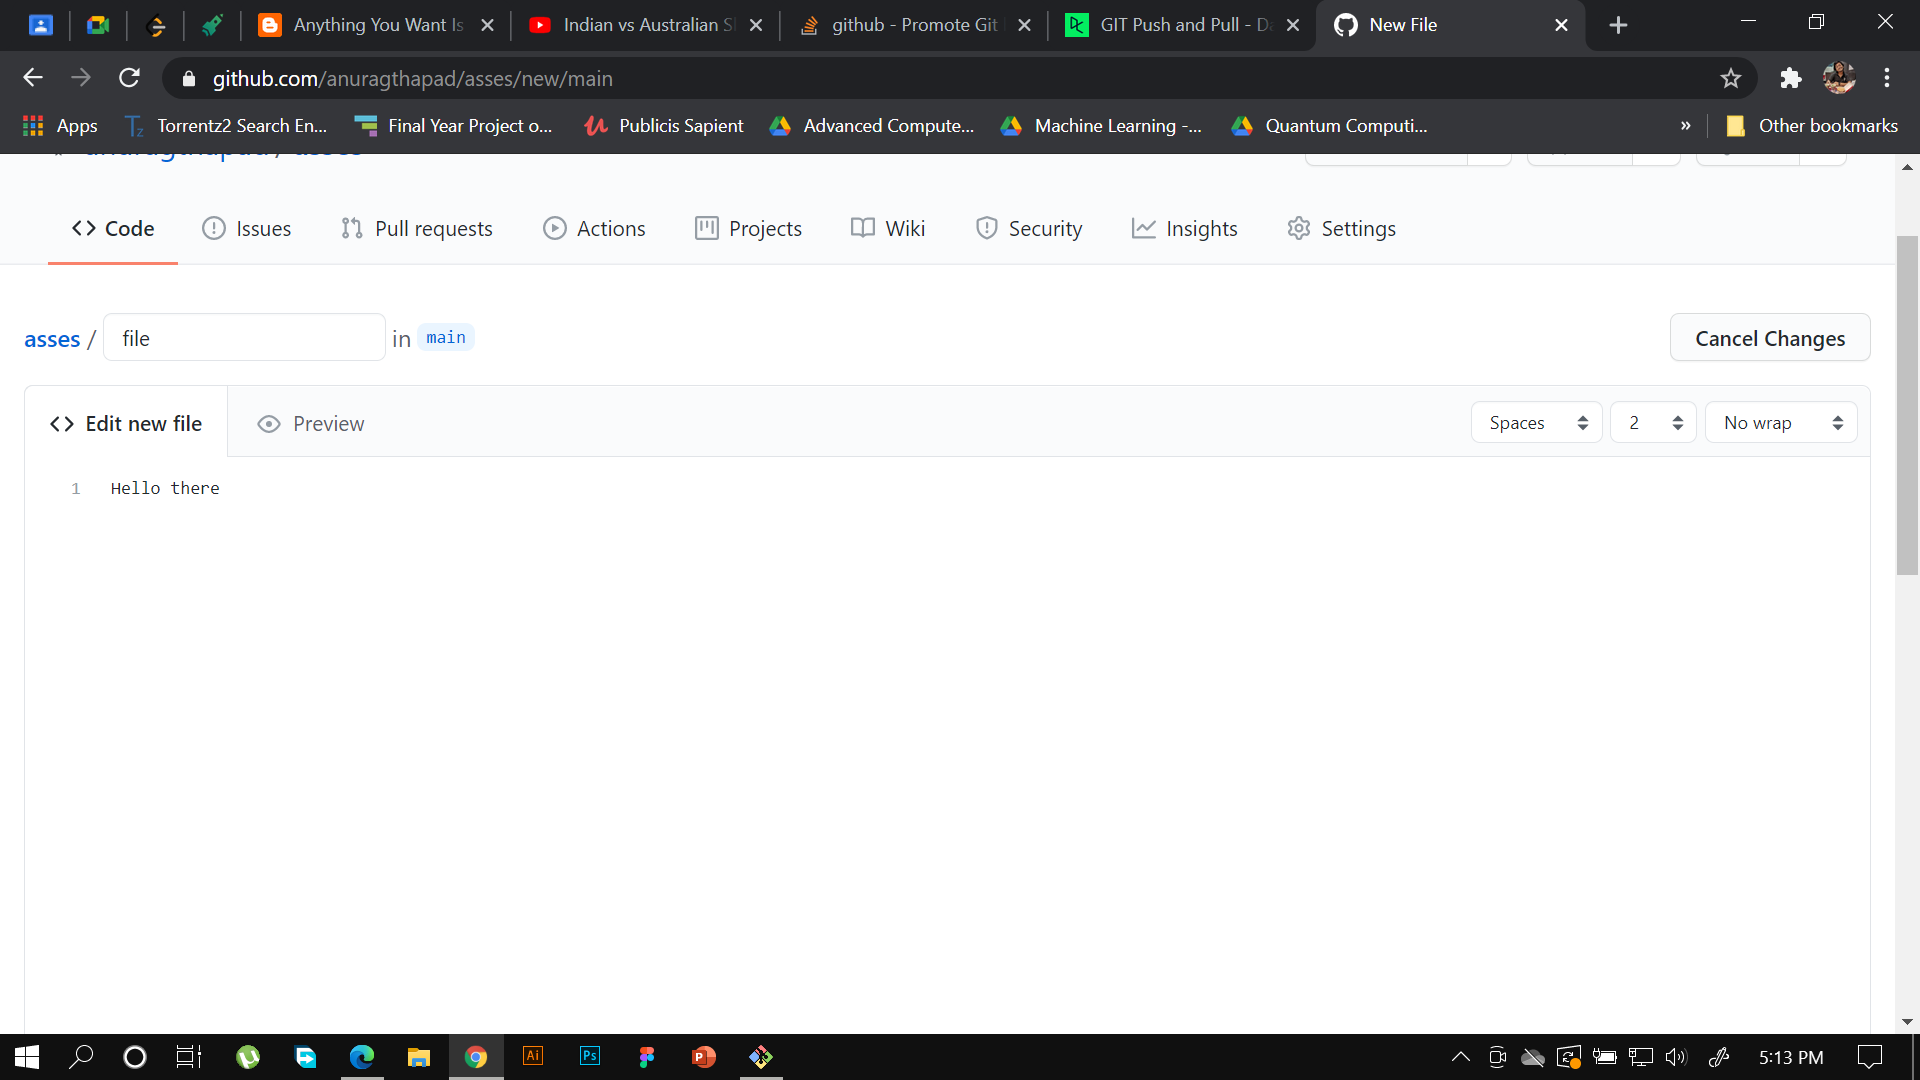 Anything You Want Is
Indian vs Australian S
github - Promote Git
GIT Push and Pull - Da
New File
github.com/anuragthapad/asses/new/main
Apps
Torrentz2 Search En...
Final Year Project o...
Publicis Sapient
Advanced Compute...
Machine Learning -...
Quantum Computi...
»
Other bookmarks
anuragthapad / asses
Code
Issues
Pull requests
Actions
Projects
Wiki
Security
Insights
Settings
asses / file in main
Cancel Changes
Edit new file
Preview
Spaces
2
No wrap
1 Hello there
Ai
Ps
5:13 PM